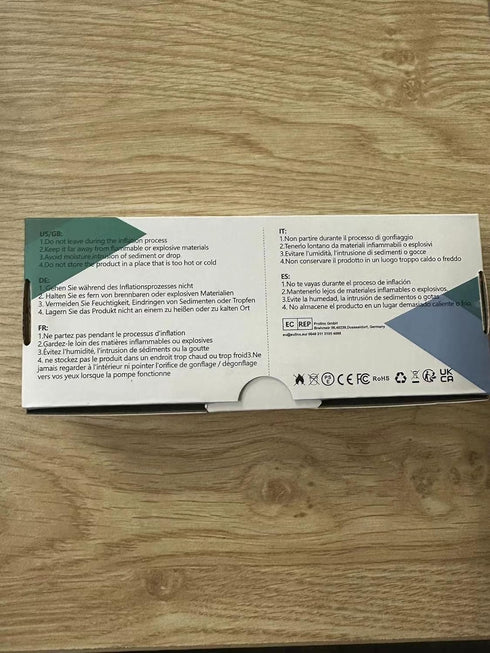 US/GB:
1.Do not leave during the inflation process
2.Keep it far away from flammable or explosive materials
3.Avoid moisture,intrusion of sediment or drop
4.Do not store the product in a place that is too hot or cold
DE:
1.Gehen Sie während des Inflationsprozesses nicht
2. Halten Sie es fern von brennbaren oder explosiven Materialien
3. Vermeiden Sie Feuchtigkeit, Eindringen von Sedimenten oder Tropfen
4. Lagern Sie das Produkt nicht an einem zu heißen oder zu kalten Ort
FR:
1.Ne partez pas pendant le processus d'inflation
2.Gardez-le loin des matières inflammables ou explosives
3.Évitez l'humidité, l'intrusion de sédiments ou la goutte
4. ne stockez pas le produit dans un endroit trop chaud ou trop froid3.Ne
jamais regarder à l'intérieur ni pointer l'orifice de gonflage / dégonflage
vers vos yeux lorsque la pompe fonctionne
IT:
1.Non partire durante il processo di gonfiaggio
2.Tenerlo lontano da materiali infiammabili o esplosivi
3.Evitare l'umidità, l'intrusione di sedimenti o gocce
4.Non conservare il prodotto in un luogo troppo caldo o freddo
ES:
1.No te vayas durante el proceso de inflación
2.Mantenerlo lejos de materiales inflamables o explosivos
3.Evite la humedad, la intrusión de sedimentos o gotas
4. No almacene el producto en un lugar demasiado caliente o frío
EC REP
GmbH
Germany
CE FC RoHS UK
CA